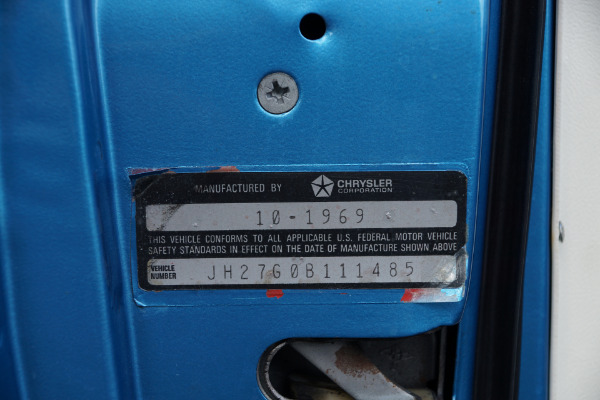 MANUFACTURED BY CHRYSLER CORPORATION
10-1969
THIS VEHICLE CONFORMS TO ALL APPLICABLE U.S. FEDERAL MOTOR VEHICLE
SAFETY STANDARDS IN EFFECT ON THE DATE OF MANUFACTURE SHOWN ABOVE
VEHICLE NUMBER JH27G0B111485